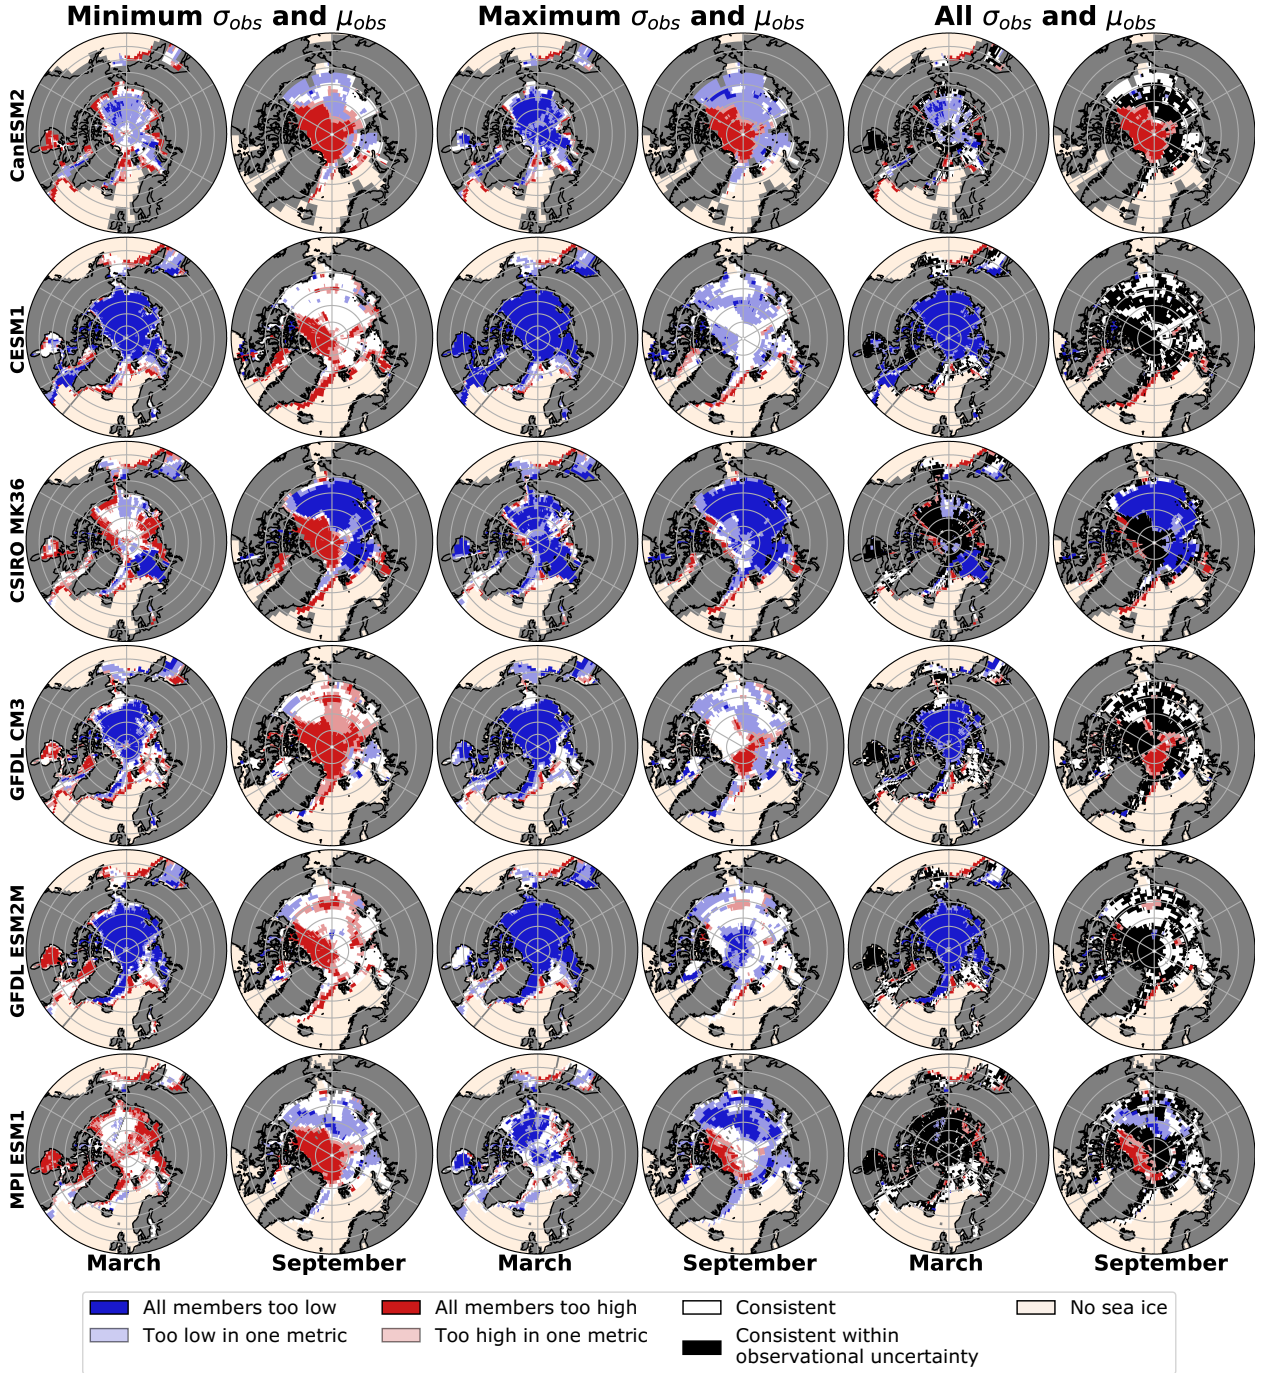 Minimum σobs and μobs
Maximum σobs and μobs
All σobs and μobs
CanESM2
CESM1
CSIRO MK36
GFDL CM3
GFDL ESM2M
MPI ESM1
March
September
March
September
March
September
All members too low
All members too high
Consistent
No sea ice
Too low in one metric
Too high in one metric
Consistent within
observational uncertainty